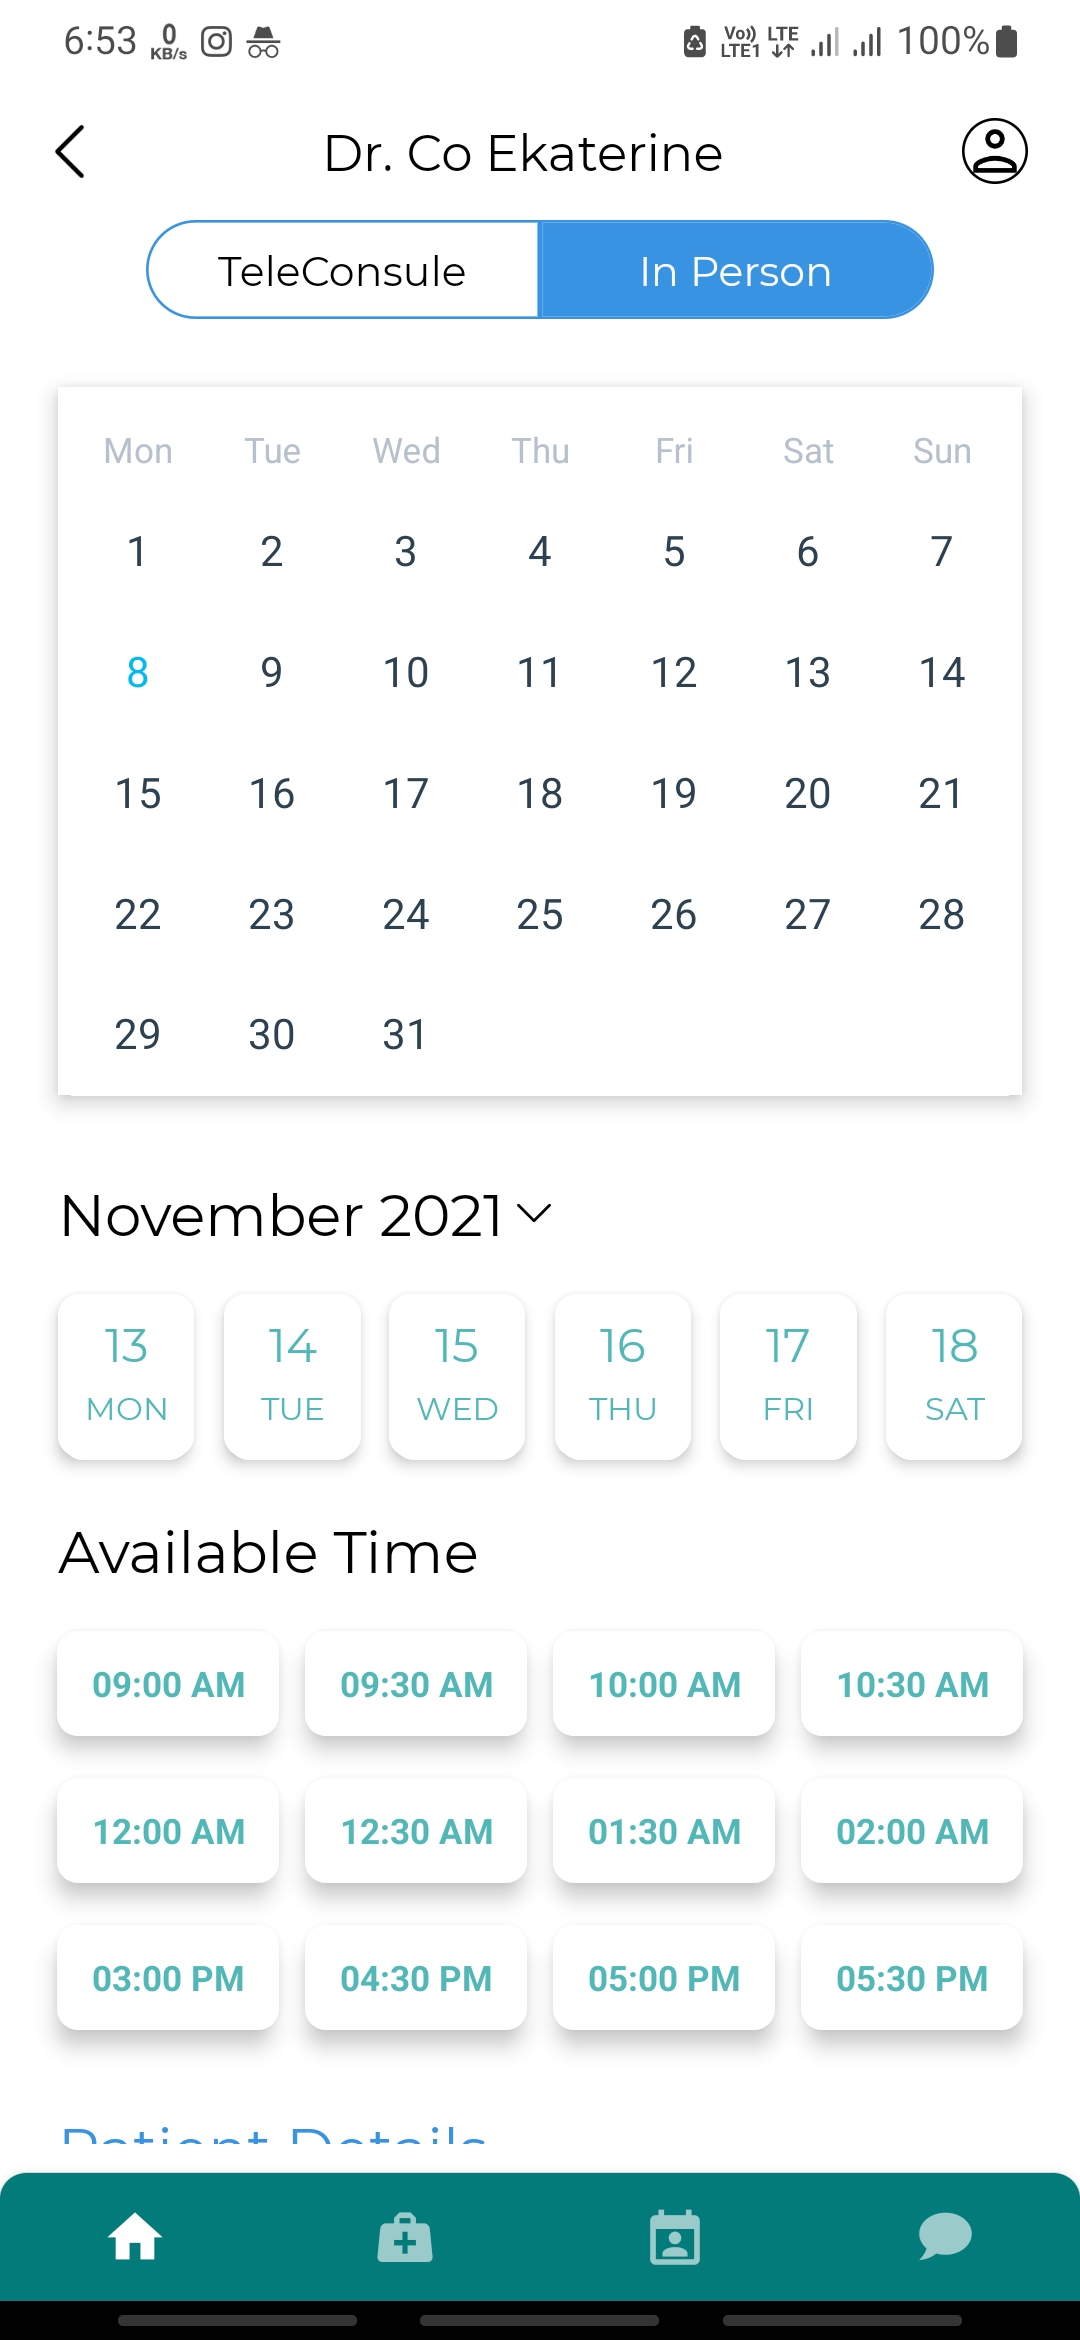 6:53 0 KB/s Vo)) LTE1 LTE 100%
Dr. Co Ekaterine
TeleConsule In Person
Mon Tue Wed Thu Fri Sat Sun
1 2 3 4 5 6 7
8 9 10 11 12 13 14
15 16 17 18 19 20 21
22 23 24 25 26 27 28
29 30 31
November 2021
13 14 15 16 17 18
MON TUE WED THU FRI SAT
Available Time
09:00 AM 09:30 AM 10:00 AM 10:30 AM
12:00 AM 12:30 AM 01:30 AM 02:00 AM
03:00 PM 04:30 PM 05:00 PM 05:30 PM
Patient Details